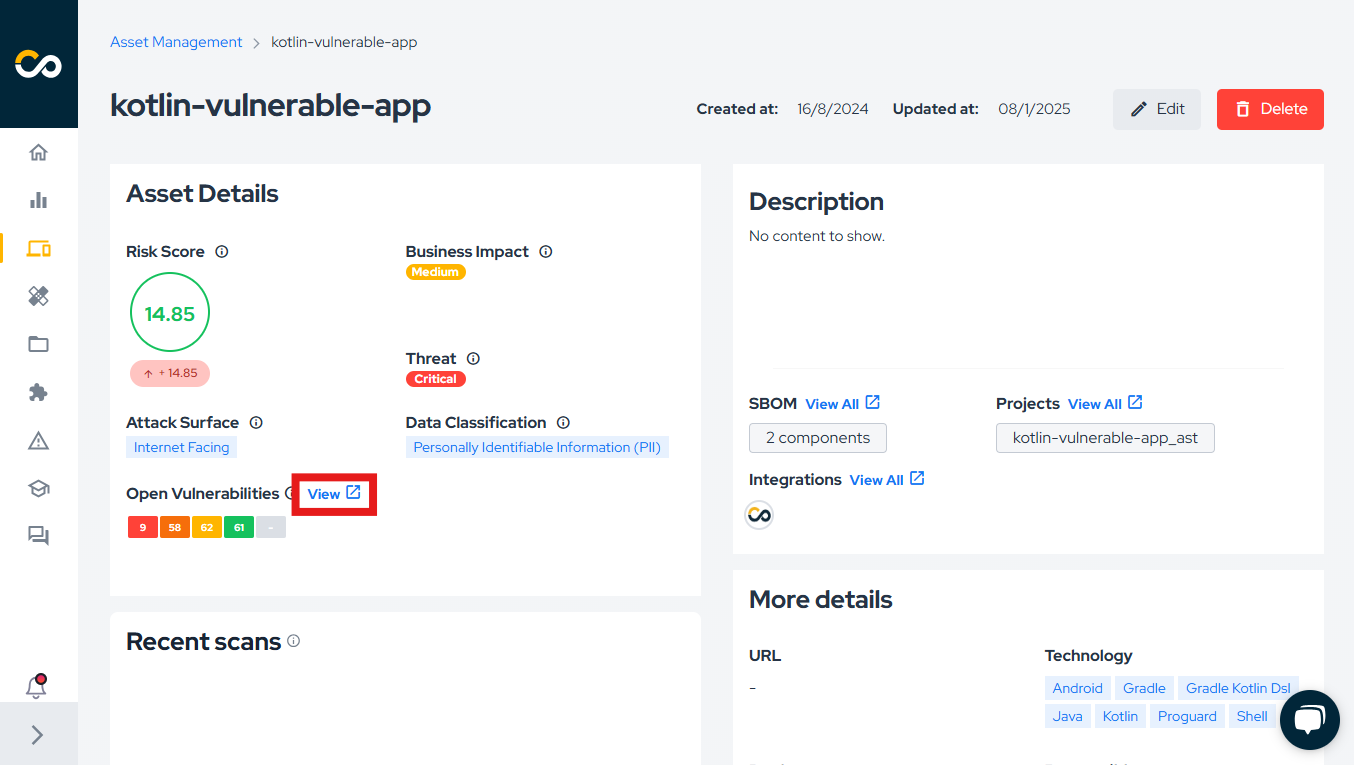 Asset Management > kotlin-vulnerable-app
kotlin-vulnerable-app
Created at: 16/8/2024 Updated at: 08/1/2025
Edit
Delete
Asset Details
Risk Score
14.85
+ 14.85
Business Impact
Medium
Threat
Critical
Attack Surface
Internet Facing
Data Classification
Personally Identifiable Information (PII)
Open Vulnerabilities View
9 58 62 61 -
Recent scans
Description
No content to show.
SBOM View All
2 components
Projects View All
kotlin-vulnerable-app_ast
Integrations View All
More details
URL
-
Technology
Android Gradle Gradle Kotlin Dsl
Java Kotlin Proguard Shell